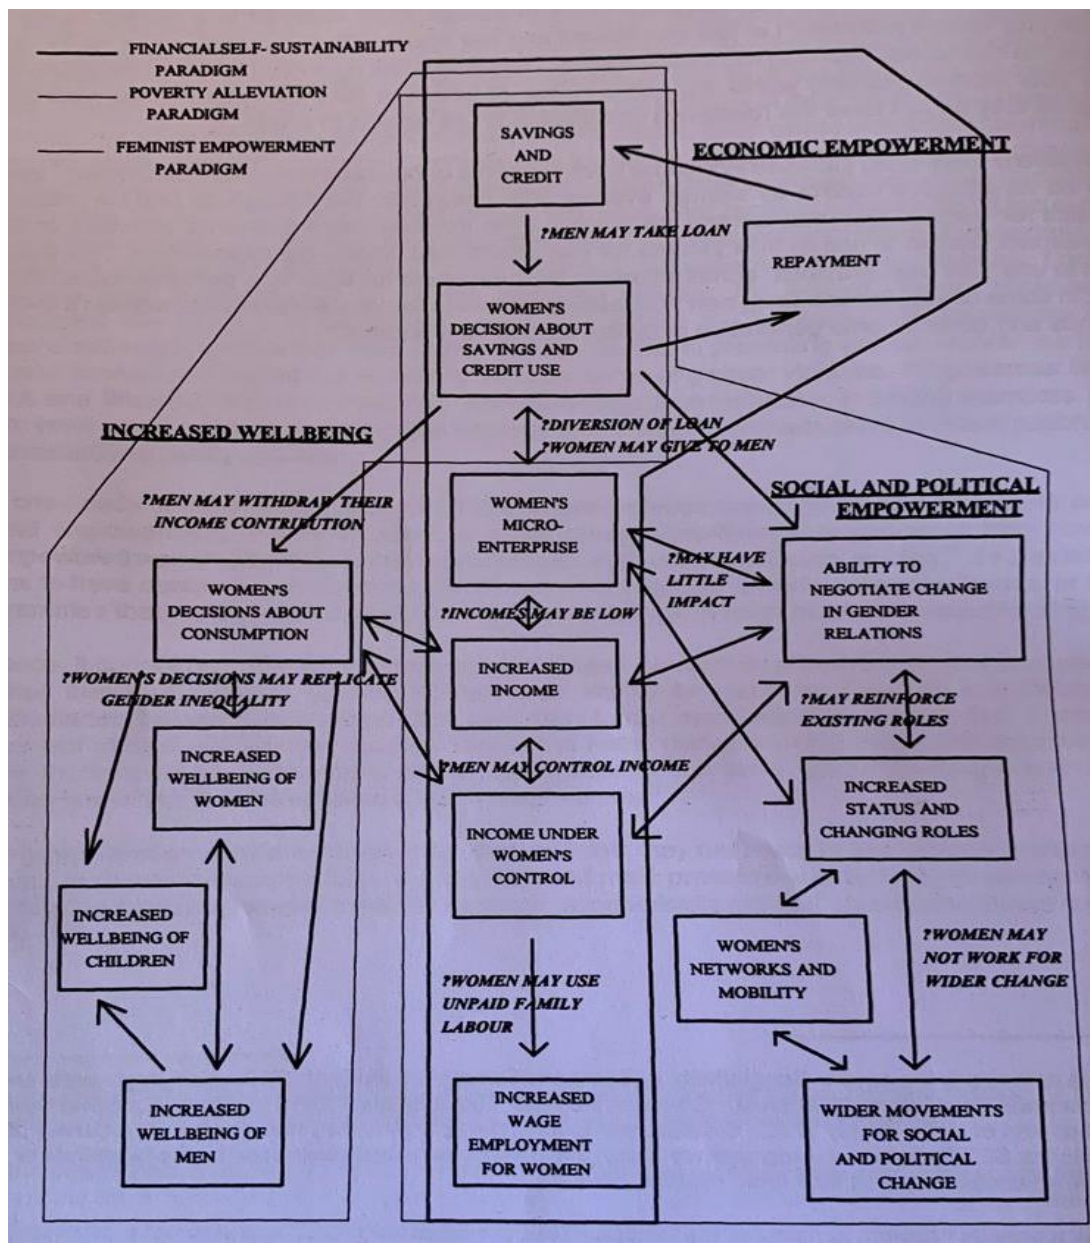 FINANCIALSELF- SUSTAINABILITY
PARADIGM
POVERTY ALLEVIATION
PARADIGM
FEMINIST EMPOWERMENT
PARADIGM
SAVINGS
AND
CREDIT
ECONOMIC EMPOWERMENT
?MEN MAY TAKE LOAN
REPAYMENT
WOMEN'S
DECISION ABOUT
SAVINGS AND
CREDIT USE
INCREASED WELLBEING
?DIVERSION OF LOAN
?WOMEN MAY GIVE TO MEN
?MEN MAY WITHDRAW THEIR
INCOME CONTRIBUTION
WOMEN'S
MICRO-
ENTERPRISE
SOCIAL AND POLITICAL
EMPOWERMENT
?MAY HAVE
LITTLE
IMPACT
ABILITY TO
NEGOTIATE CHANGE
IN GENDER
RELATIONS
WOMEN'S
DECISIONS ABOUT
CONSUMPTION
?INCOMES MAY BE LOW
INCREASED
INCOME
?WOMEN'S DECISIONS MAY REPLICATE
GENDER INEQUALITY
?MAY REINFORCE
EXISTING ROLES
INCREASED
WELLBEING OF
WOMEN
?MEN MAY CONTROL INCOME
INCREASED
STATUS AND
CHANGING ROLES
INCOME UNDER
WOMEN'S
CONTROL
INCREASED
WELLBEING OF
CHILDREN
WOMEN'S
NETWORKS AND
MOBILITY
?WOMEN MAY
NOT WORK FOR
WIDER CHANGE
?WOMEN MAY USE
UNPAID FAMILY
LABOUR
INCREASED
WELLBEING OF
MEN
INCREASED
WAGE
EMPLOYMENT
FOR WOMEN
WIDER MOVEMENTS
FOR SOCIAL
AND POLITICAL
CHANGE